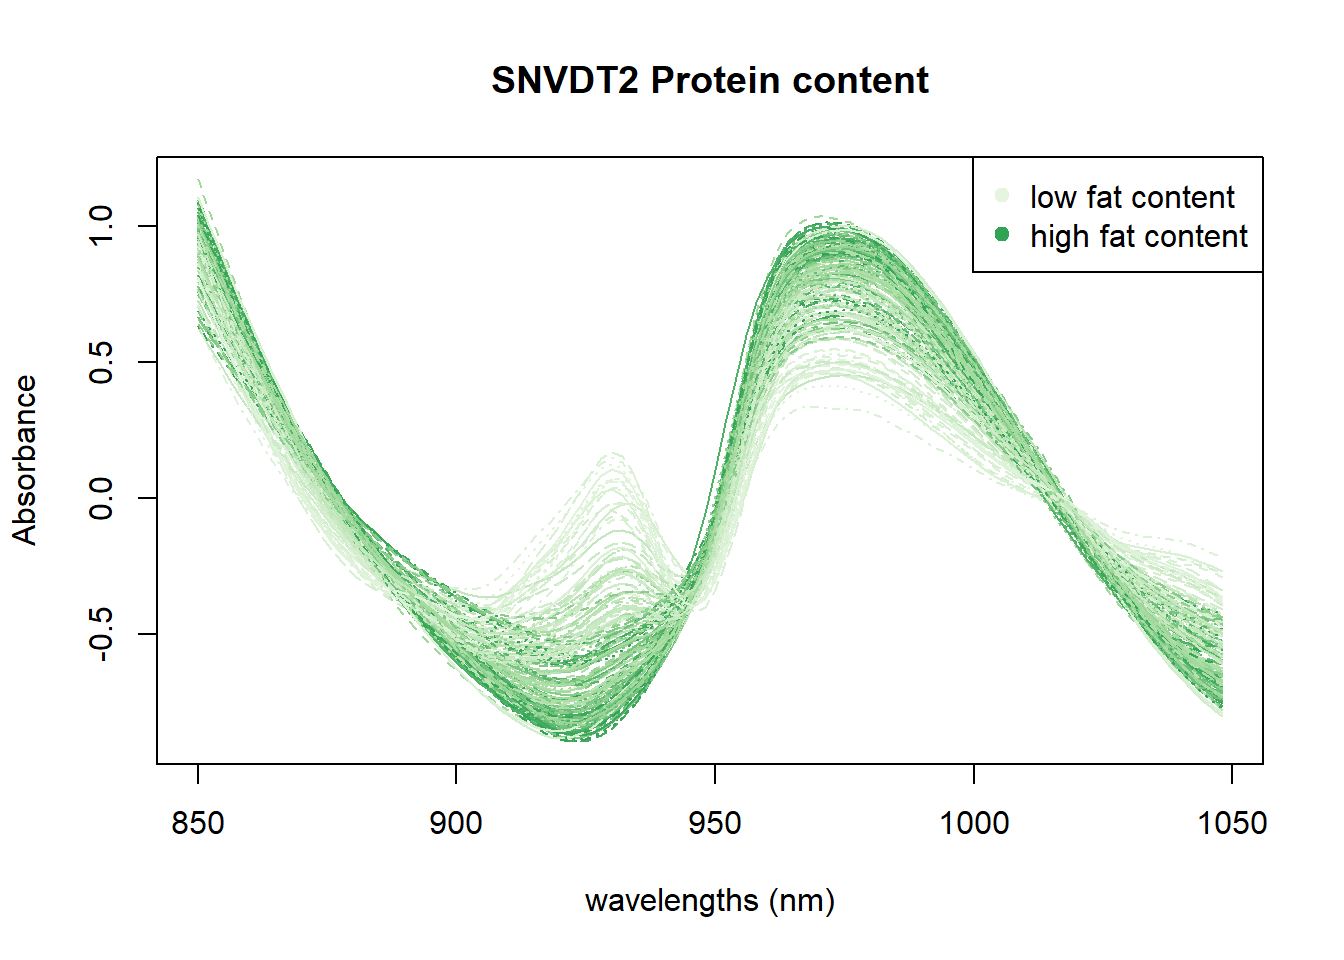 SNVDT2 Protein content
low fat content
high fat content
Absorbance
1.0
0.5
0.0
-0.5
850 900 950 1000 1050
wavelengths (nm)